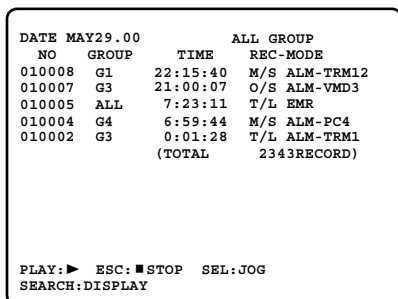 DATE MAY29.00 ALL GROUP
NO GROUP TIME REC-MODE
010008 G1 22:15:40 M/S ALM-TRM12
010007 G3 21:00:07 O/S ALM-VMD3
010005 ALL 7:23:11 T/L EMR
010004 G4 6:59:44 M/S ALM-PC4
010002 G3 0:01:28 T/L ALM-TRM1
(TOTAL 2343RECORD)
PLAY:▶ ESC:■STOP SEL:JOG
SEARCH:DISPLAY